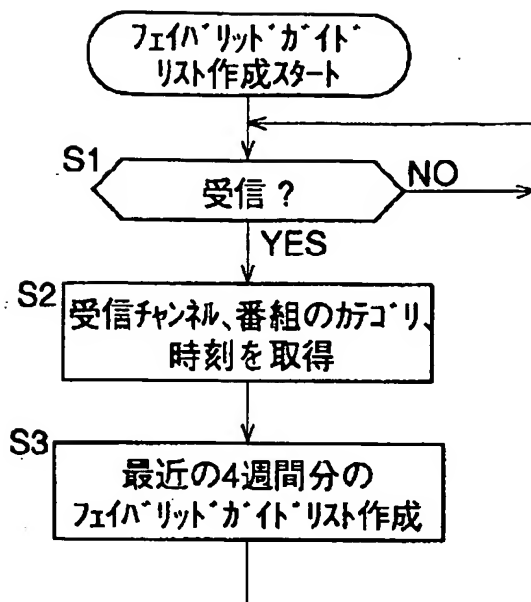 フェイバリットガイド
リスト作成スタート
S1
受信？
NO
YES
S2
受信チャンネル、番組のカテゴリ、
時刻を取得
S3
最近の4週間分の
フェイバリットガイドリスト作成